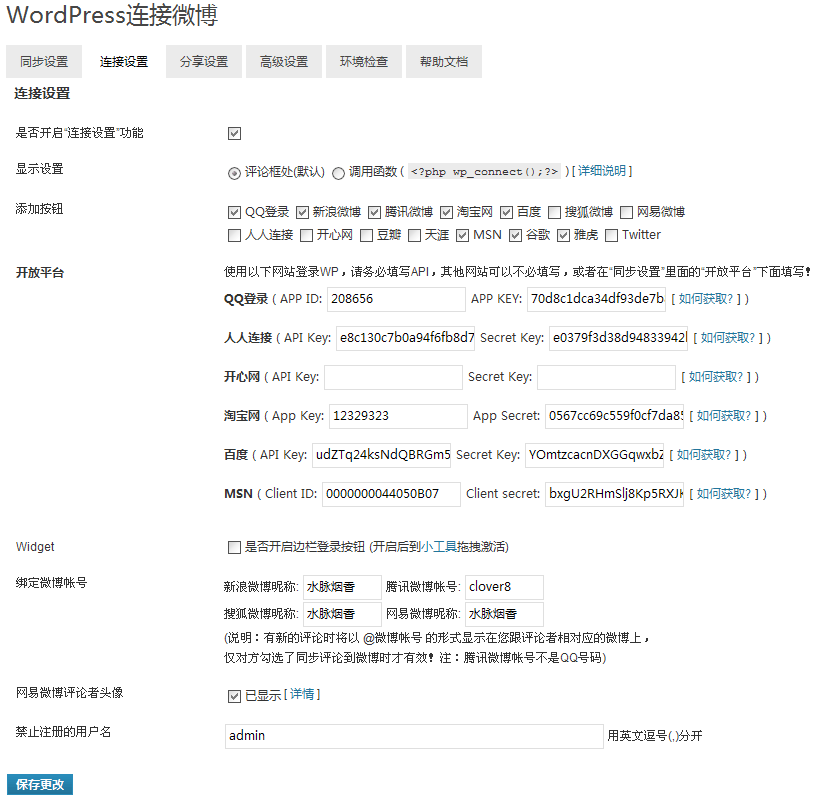 WordPress连接微博
同步设置 连接设置 分享设置 高级设置 环境检查 帮助文档
连接设置
是否开启“连接设置”功能
显示设置 评论框处(默认) 调用函数 ( <?php wp_connect();?> ) [ 详细说明 ]
添加按钮 QQ登录 新浪微博 腾讯微博 淘宝网 百度 搜狐微博 网易微博
人人连接 开心网 豆瓣 天涯 MSN 谷歌 雅虎 Twitter
开放平台 使用以下网站登录WP，请务必填写API，其他网站可以不必填写，或者在“同步设置”里面的“开放平台”下面填写！
QQ登录 ( APP ID: 208656 APP KEY: 70d8c1dca34df93de7b [ 如何获取? ] )
人人连接 ( API Key: e8c130c7b0a94f6fb8d7 Secret Key: e0379f3d38d94833942 [ 如何获取? ] )
开心网 ( API Key: Secret Key: [ 如何获取? ] )
淘宝网 ( App Key: 12329323 App Secret: 0567cc69c559f0cf7da85 [ 如何获取? ] )
百度 ( API Key: udZTq24ksNdQBRGm5 Secret Key: YOmtzcacnDXGGqwxbZ [ 如何获取? ] )
MSN ( Client ID: 0000000044050B07 Client secret: bxgU2RHmSlj8Kp5RXJK [ 如何获取? ] )
Widget 是否开启边栏登录按钮 (开启后到小工具拖拽激活)
绑定微博帐号 新浪微博昵称: 水脉烟香 腾讯微博帐号: clover8
搜狐微博昵称: 水脉烟香 网易微博昵称: 水脉烟香
(说明：有新的评论时将以 @微博帐号 的形式显示在您跟评论者相对应的微博上，
仅对方勾选了同步评论到微博时才有效！注：腾讯微博帐号不是QQ号码)
网易微博评论者头像 已显示 [ 详情 ]
禁止注册的用户名 admin 用英文逗号(,)分开
保存更改